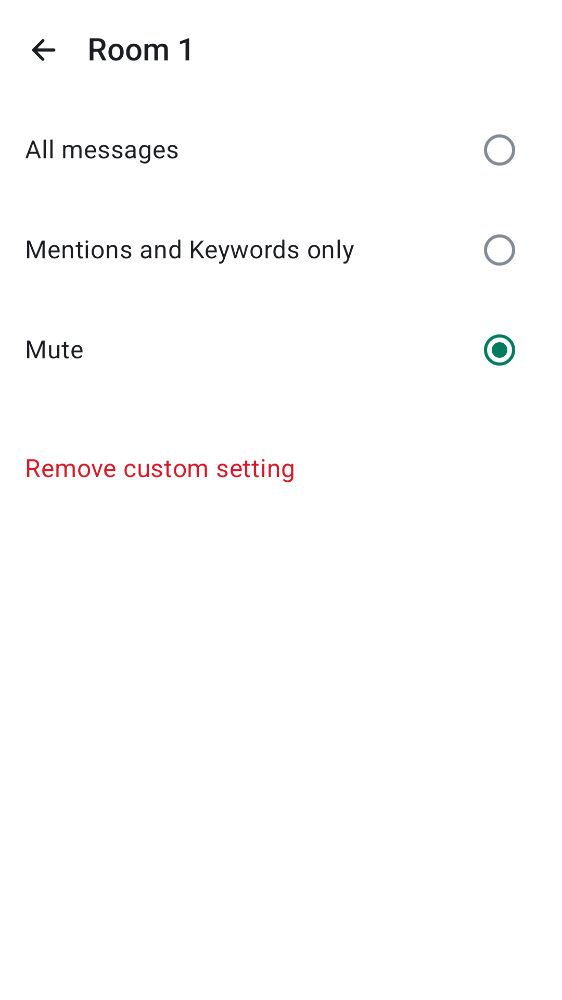 Room 1
All messages
Mentions and Keywords only
Mute
Remove custom setting